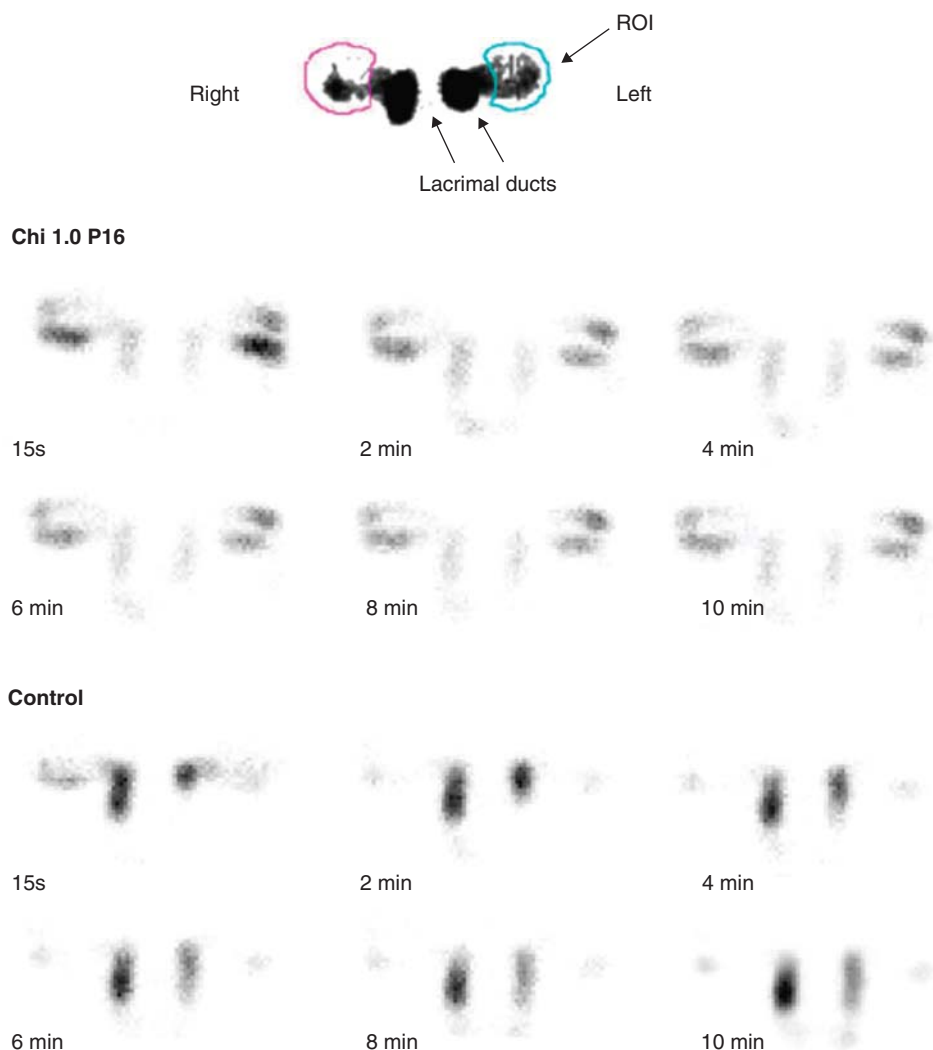 ROI
Right
Left
Lacrimal ducts
Chi 1.0 P16
15s
2 min
4 min
6 min
8 min
10 min
Control
15s
2 min
4 min
6 min
8 min
10 min